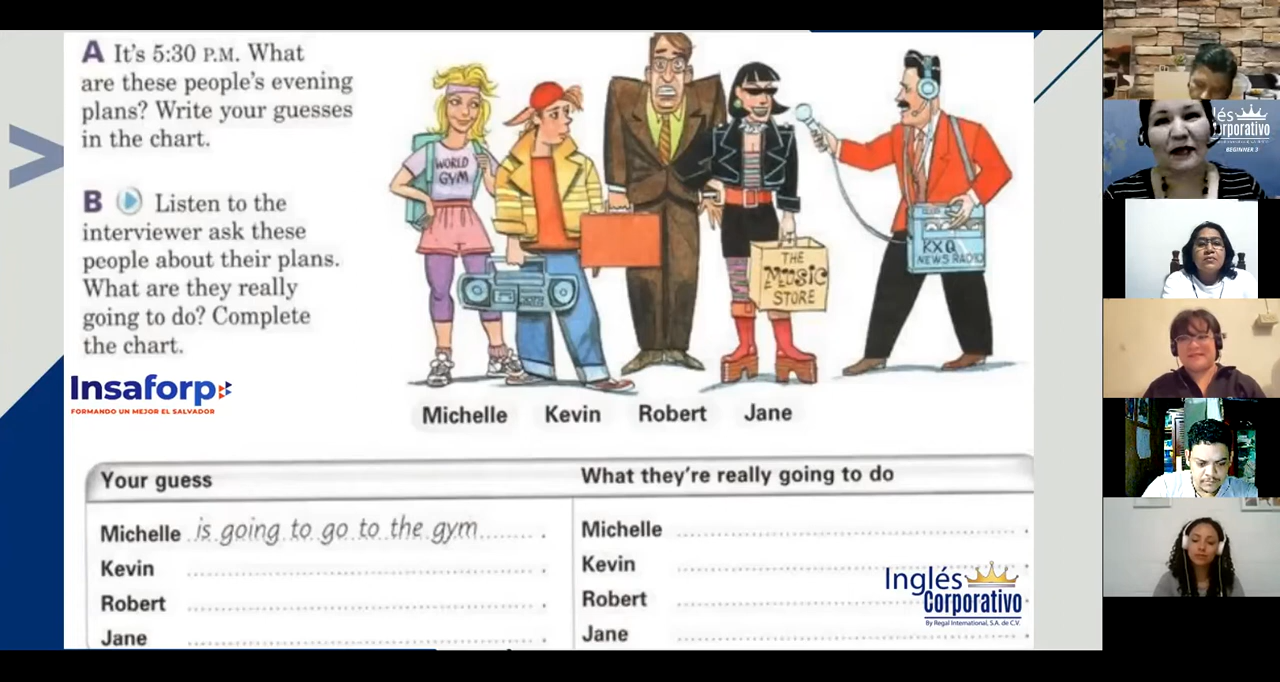 A It's 5:30 P.M. What
are these people's evening
plans? Write your guesses
in the chart.
B Listen to the
interviewer ask these
people about their plans.
What are they really
going to do? Complete
the chart.
Insaforp
FORMANDO UN MEJOR EL SALVADOR
WORLD
GYM
THE
MUSIC
STORE
KXQ
NEWS RADIO
Michelle Kevin Robert Jane
Your guess What they're really going to do
Michelle is going to go to the gym. Michelle
Kevin Kevin
Robert Robert
Jane Jane
Inglés
Corporativo
By Regal International, S.A. de C.V.
és
orporativo
BEGINNER 3